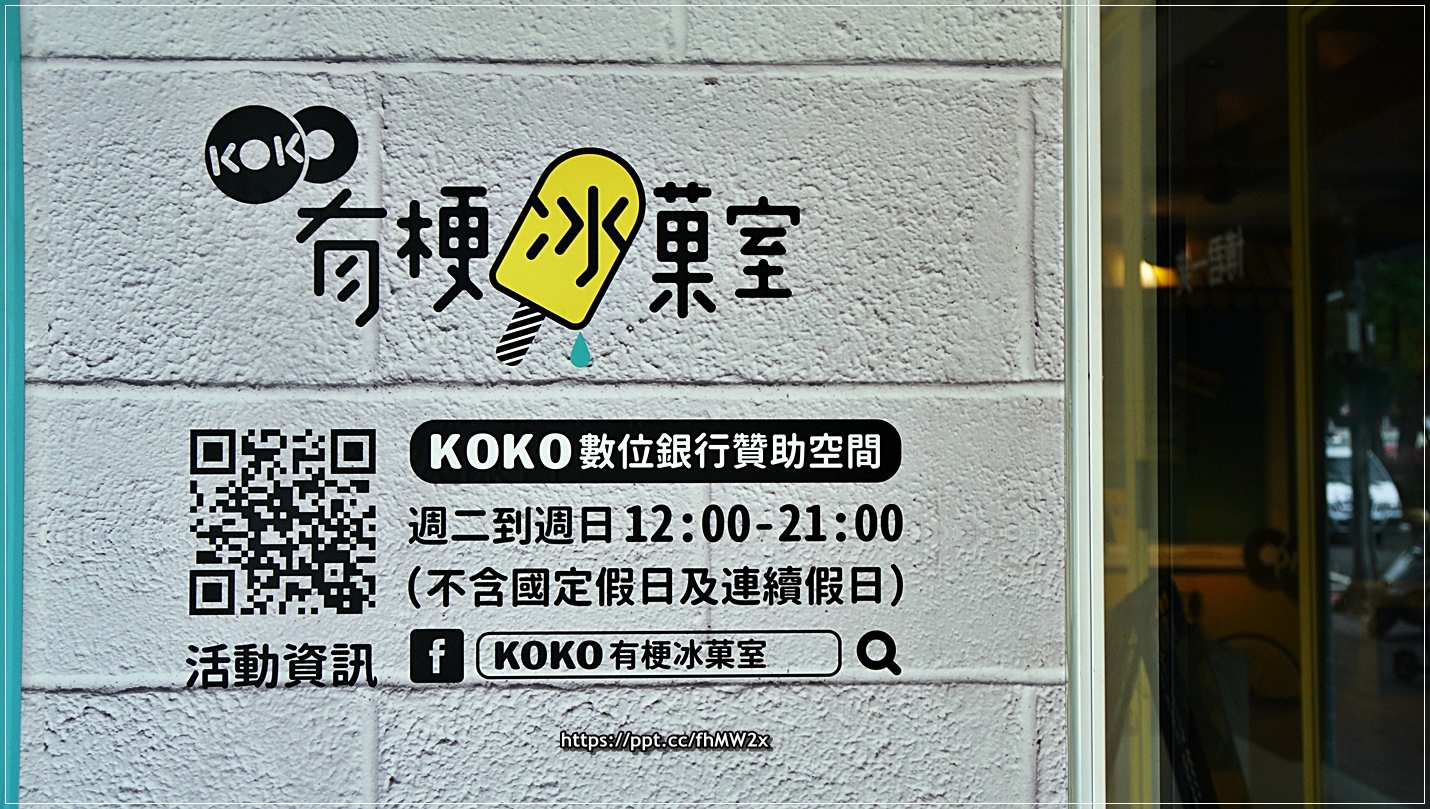 KOKO
有梗冰菓室
KOKO數位銀行贊助空間
週二到週日12:00-21:00
(不含國定假日及連續假日)
活動資訊
f KOKO有梗冰菓室
https://ppt.cc/fhMW2x